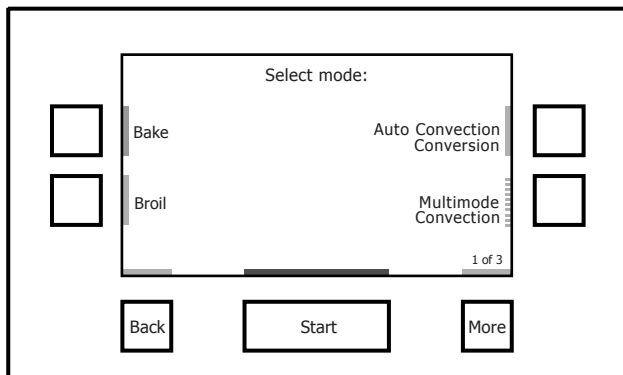 Select mode:
Bake
Auto Convection
Conversion
Broil
Multimode
Convection
1 of 3
Back
Start
More